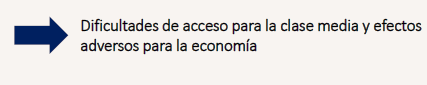 Dificultades de acceso para la clase media y efectos
adversos para la economía